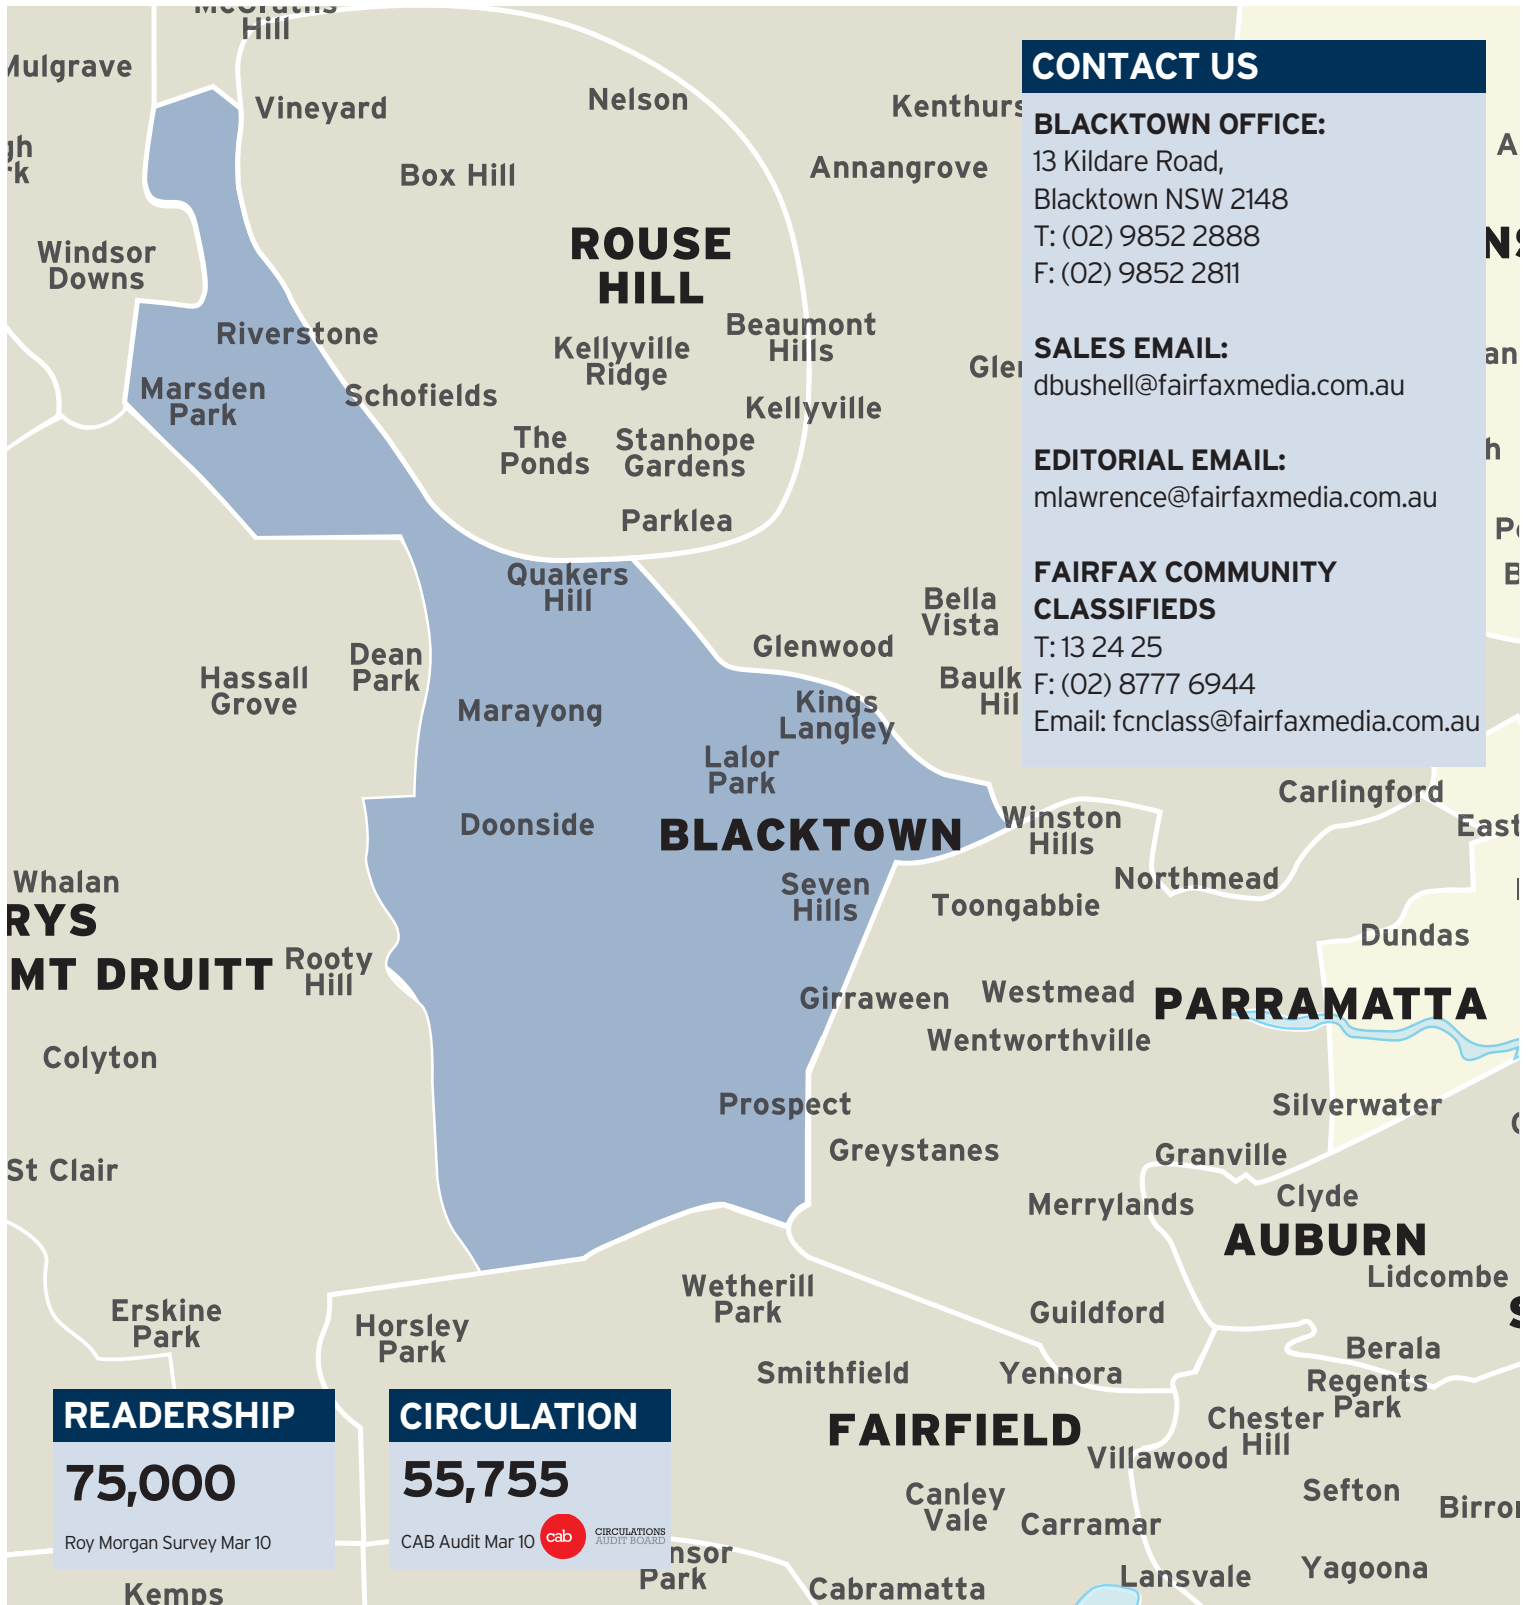 McGraths
Hill
Mulgrave
Vineyard
Nelson
Box Hill
Annangrove
Windsor
Downs
ROUSE
HILL
Riverstone
Beaumont
Hills
Kellyville
Ridge
Marsden
Park
Schofields
Kellyville
The
Ponds
Stanhope
Gardens
Parklea
Quakers
Hill
Bella
Vista
Glenwood
Dean
Park
Hassall
Grove
Marayong
Kings
Langley
Lalor
Park
Doonside
BLACKTOWN
Winston
Hills
Carlingford
East
Whalan
RYS
MT DRUITT
Rooty
Hill
Seven
Hills
Toongabbie
Northmead
Dundas
Girraween
Westmead
PARRAMATTA
Wentworthville
Colyton
Prospect
Silverwater
Greystanes
Granville
St Clair
Merrylands
Clyde
AUBURN
Lidcombe
Wetherill
Park
Erskine
Park
Horsley
Park
Guildford
Berala
Smithfield
Yennora
Regents
Park
FAIRFIELD
Chester
Hill
Villawood
Canley
Vale
Carramar
Sefton
Birron
nsor
Park
Cabramatta
Lansvale
Yagoona
Kemps
CONTACT US
BLACKTOWN OFFICE:
13 Kildare Road,
Blacktown NSW 2148
T: (02) 9852 2888
F: (02) 9852 2811
SALES EMAIL:
dbushell@fairfaxmedia.com.au
EDITORIAL EMAIL:
mlawrence@fairfaxmedia.com.au
FAIRFAX COMMUNITY
CLASSIFIEDS
T: 13 24 25
F: (02) 8777 6944
Email: fcnclass@fairfaxmedia.com.au
READERSHIP
75,000
Roy Morgan Survey Mar 10
CIRCULATION
55,755
CAB Audit Mar 10
cab
CIRCULATIONS
AUDIT BOARD